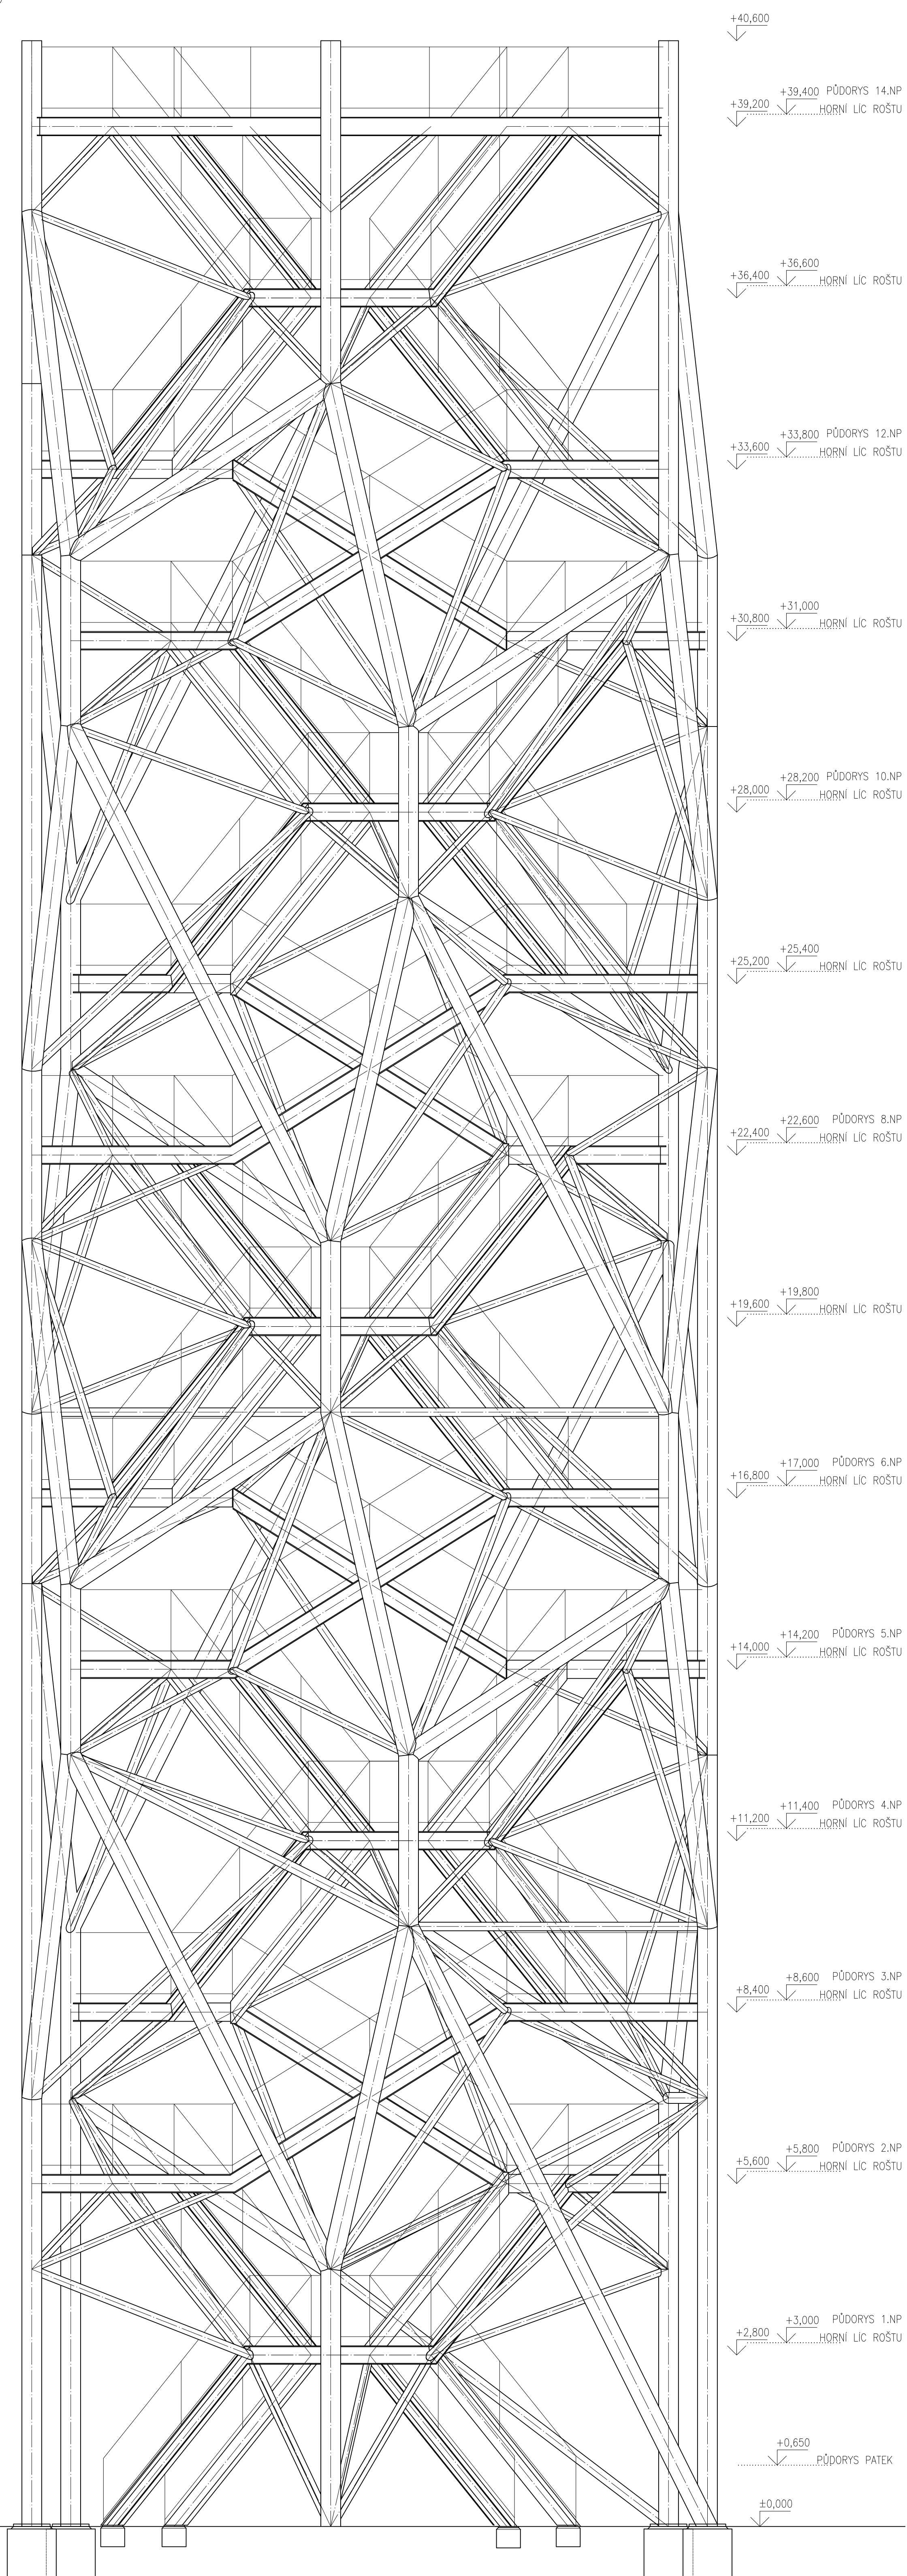 +40,600
+39,400 PŮDORYS 14.NP
+39,200 HORNÍ LÍC ROŠTU
+36,600
+36,400 HORNÍ LÍC ROŠTU
+33,800 PŮDORYS 12.NP
+33,600 HORNÍ LÍC ROŠTU
+31,000
+30,800 HORNÍ LÍC ROŠTU
+28,200 PŮDORYS 10.NP
+28,000 HORNÍ LÍC ROŠTU
+25,400
+25,200 HORNÍ LÍC ROŠTU
+22,600 PŮDORYS 8.NP
+22,400 HORNÍ LÍC ROŠTU
+19,800
+19,600 HORNÍ LÍC ROŠTU
+17,000 PŮDORYS 6.NP
+16,800 HORNÍ LÍC ROŠTU
+14,200 PŮDORYS 5.NP
+14,000 HORNÍ LÍC ROŠTU
+11,400 PŮDORYS 4.NP
+11,200 HORNÍ LÍC ROŠTU
+8,600 PŮDORYS 3.NP
+8,400 HORNÍ LÍC ROŠTU
+5,800 PŮDORYS 2.NP
+5,600 HORNÍ LÍC ROŠTU
+3,000 PŮDORYS 1.NP
+2,800 HORNÍ LÍC ROŠTU
+0,650
PŮDORYS PATEK
±0,000